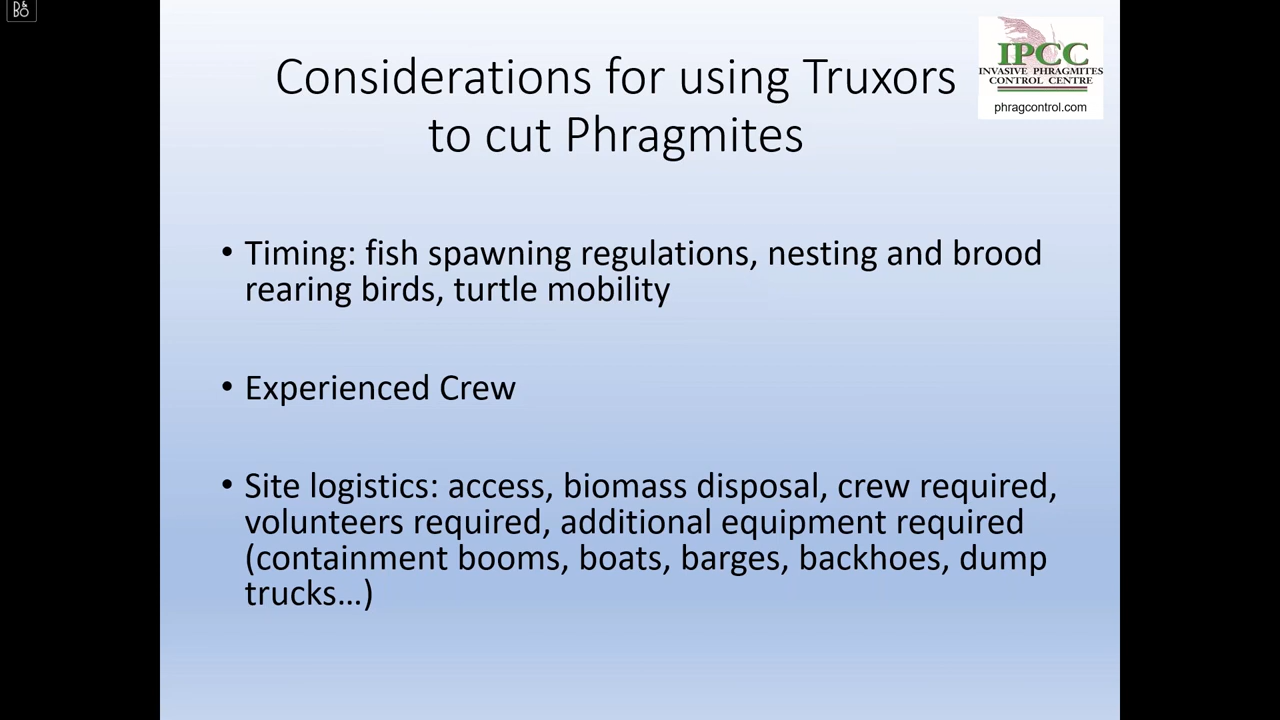 B&
BO
Considerations for using Truxors
to cut Phragmites
IPCC
INVASIVE PHRAGMITES
CONTROL CENTRE
phragcontrol.com
• Timing: fish spawning regulations, nesting and brood
rearing birds, turtle mobility
• Experienced Crew
• Site logistics: access, biomass disposal, crew required,
volunteers required, additional equipment required
(containment booms, boats, barges, backhoes, dump
trucks…)